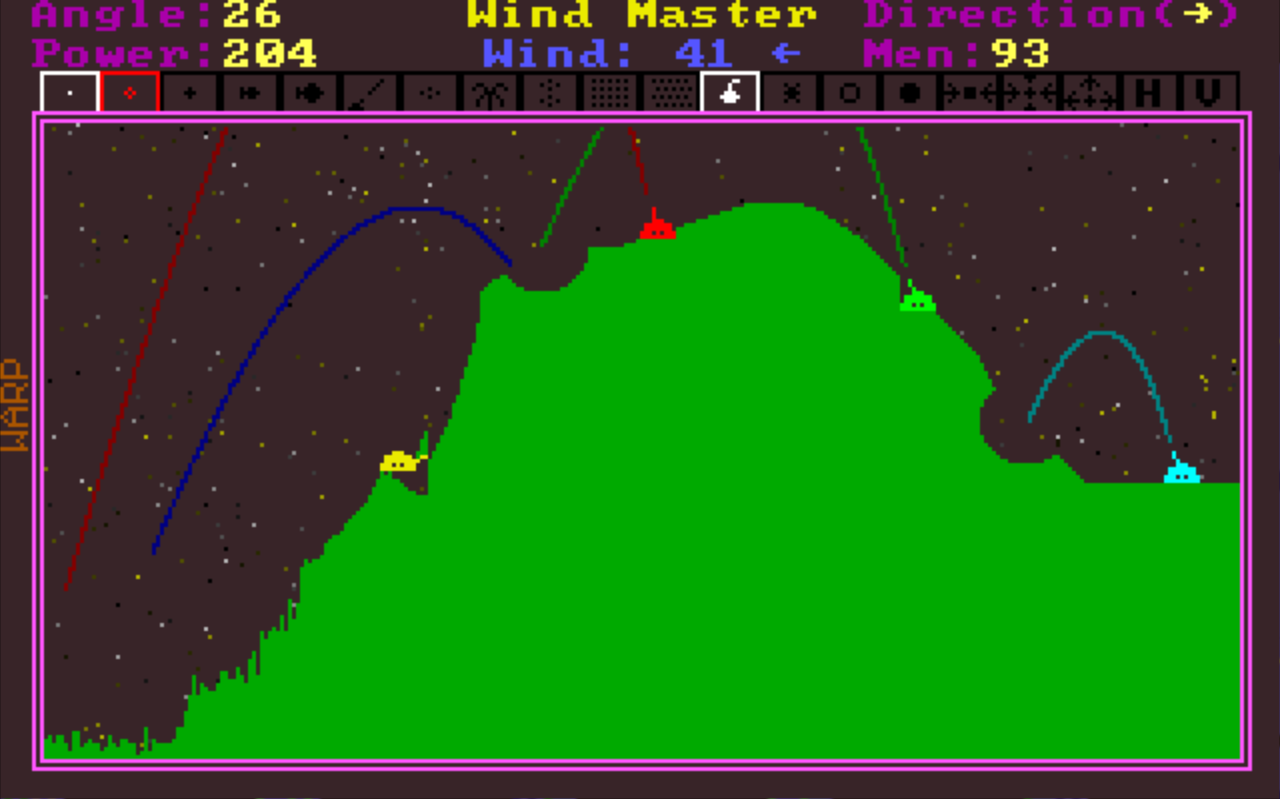 Angle:26 Wind Master Direction(→)
Power:204 Wind: 41 ← Men:93
H V
WARP